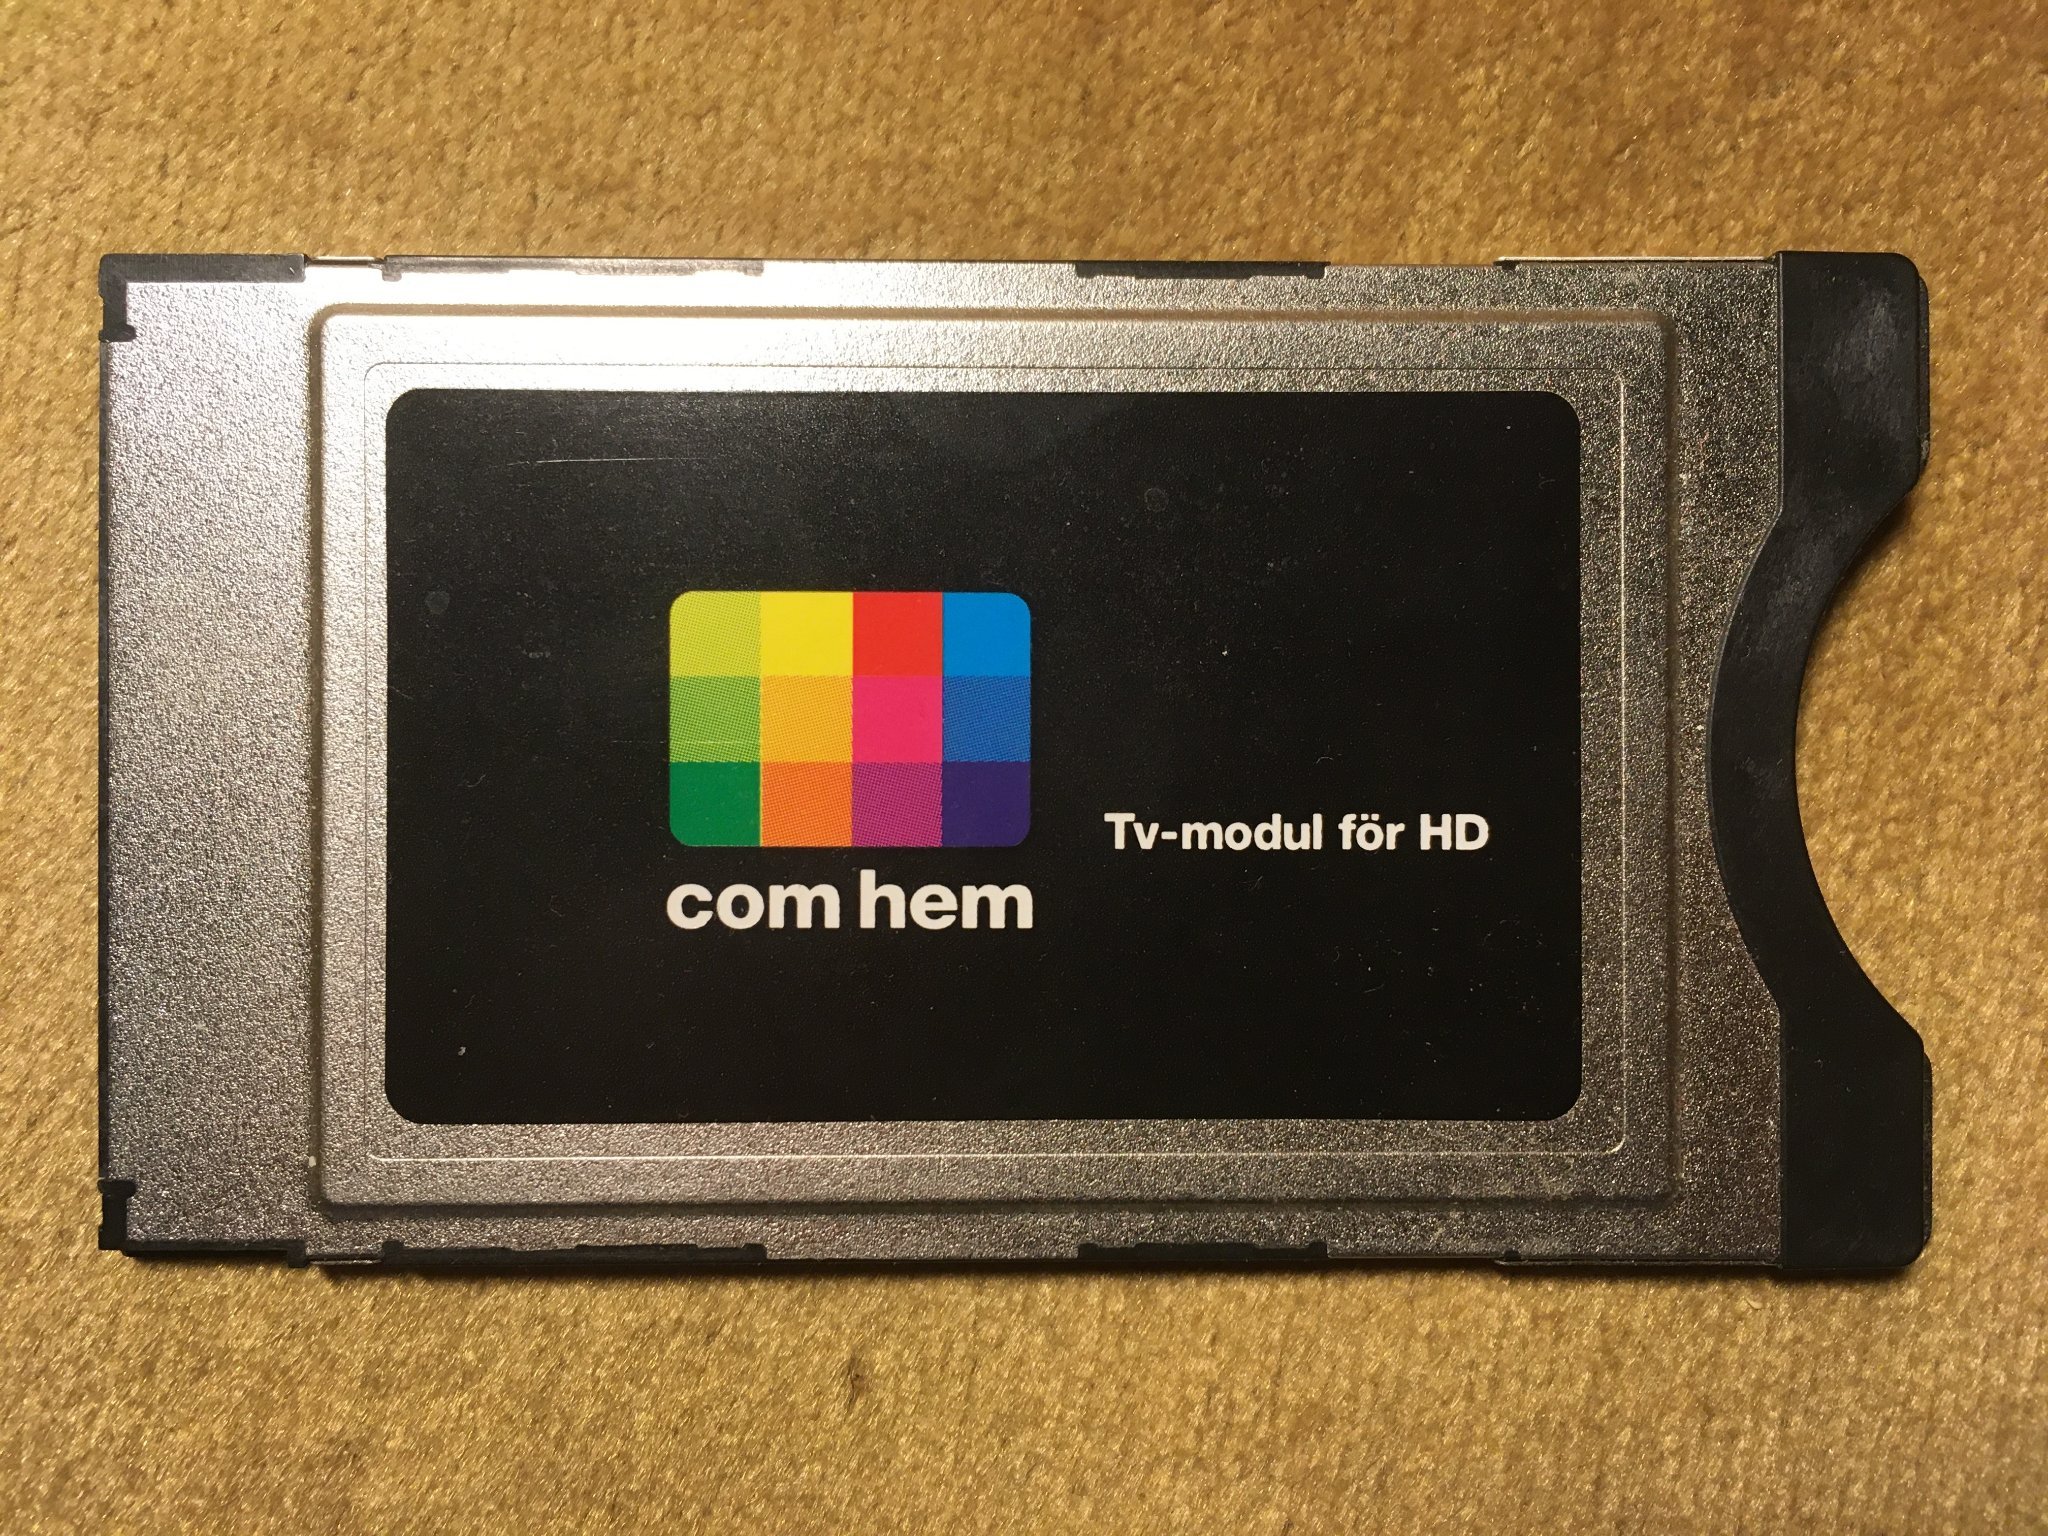 Tv-modul för HD
com hem